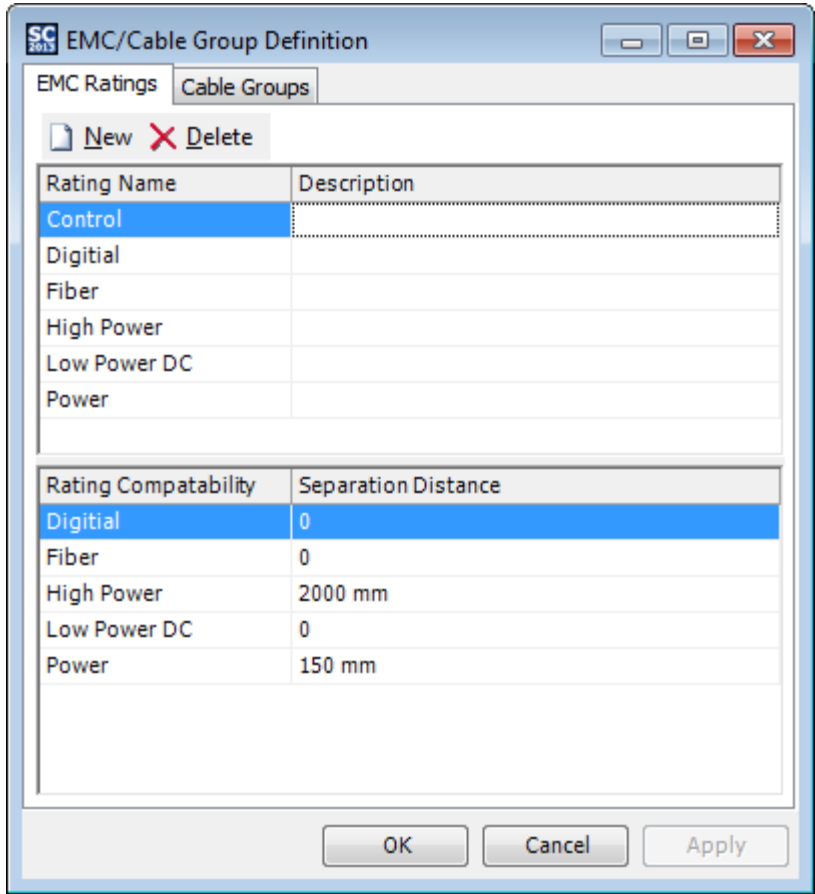 SC 2013 EMC/Cable Group Definition
EMC Ratings Cable Groups
New Delete
Rating Name Description
Control
Digitial
Fiber
High Power
Low Power DC
Power
Rating Compatability Separation Distance
Digitial 0
Fiber 0
High Power 2000 mm
Low Power DC 0
Power 150 mm
OK Cancel Apply